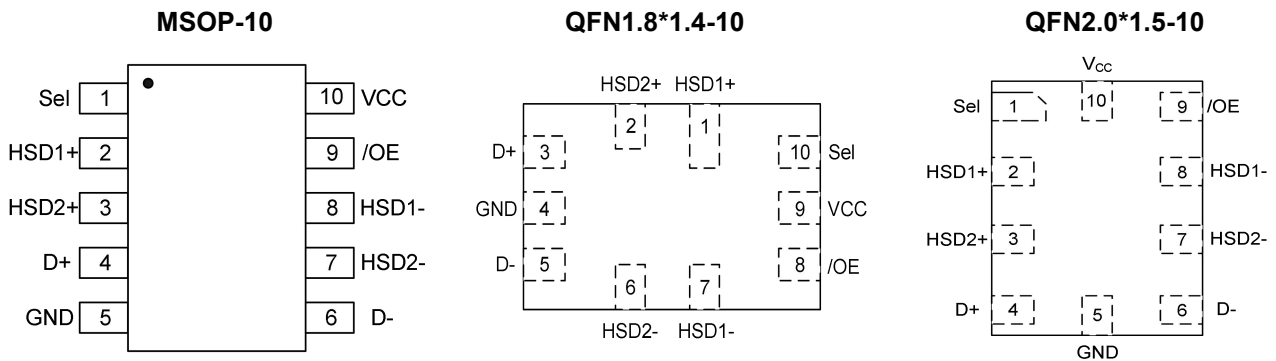 MSOP-10
Sel 1
10 VCC
HSD1+ 2
9 /OE
HSD2+ 3
8 HSD1-
D+ 4
7 HSD2-
GND 5
6 D-
QFN1.8*1.4-10
HSD2+ HSD1+
2 1
D+ 3
10 Sel
GND 4
9 VCC
D- 5
8 /OE
6 7
HSD2- HSD1-
QFN2.0*1.5-10
VCC
Sel 1
10
9 /OE
HSD1+ 2
8 HSD1-
HSD2+ 3
7 HSD2-
D+ 4
5
6 D-
GND